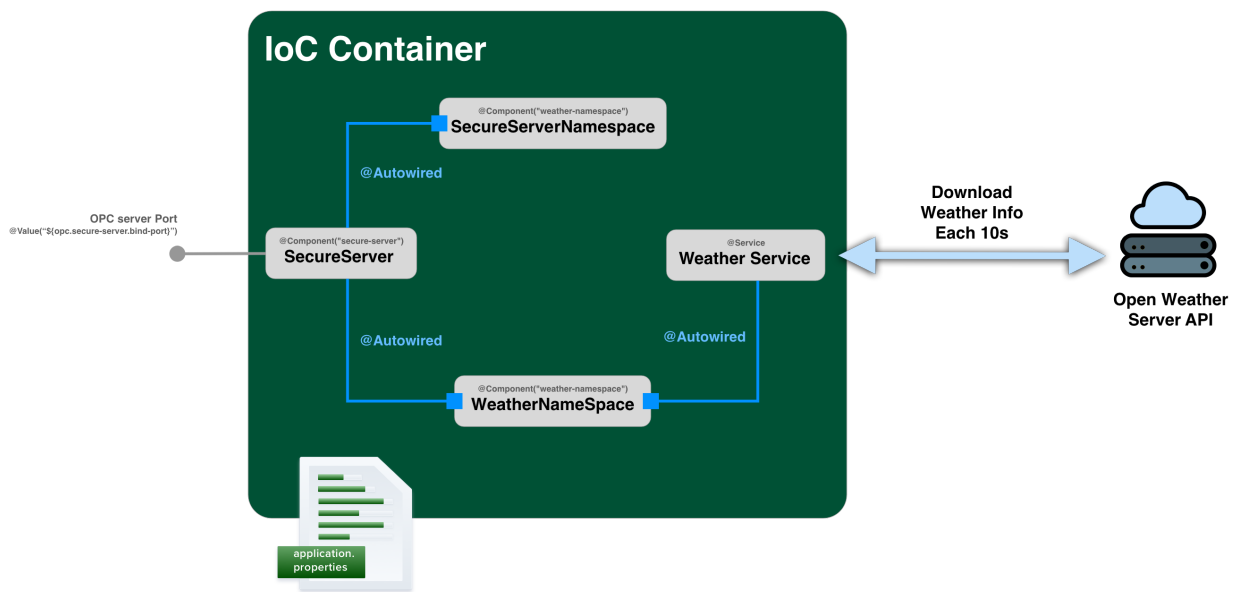 IoC Container
@Component("weather-namespace")
SecureServerNamespace
@Autowired
OPC server Port
@Value(“${opc.secure-server.bind-port}”)
@Component("secure-server")
SecureServer
@Service
Weather Service
Download
Weather Info
Each 10s
Open Weather
Server API
@Autowired
@Autowired
@Component("weather-namespace")
WeatherNameSpace
application.
properties